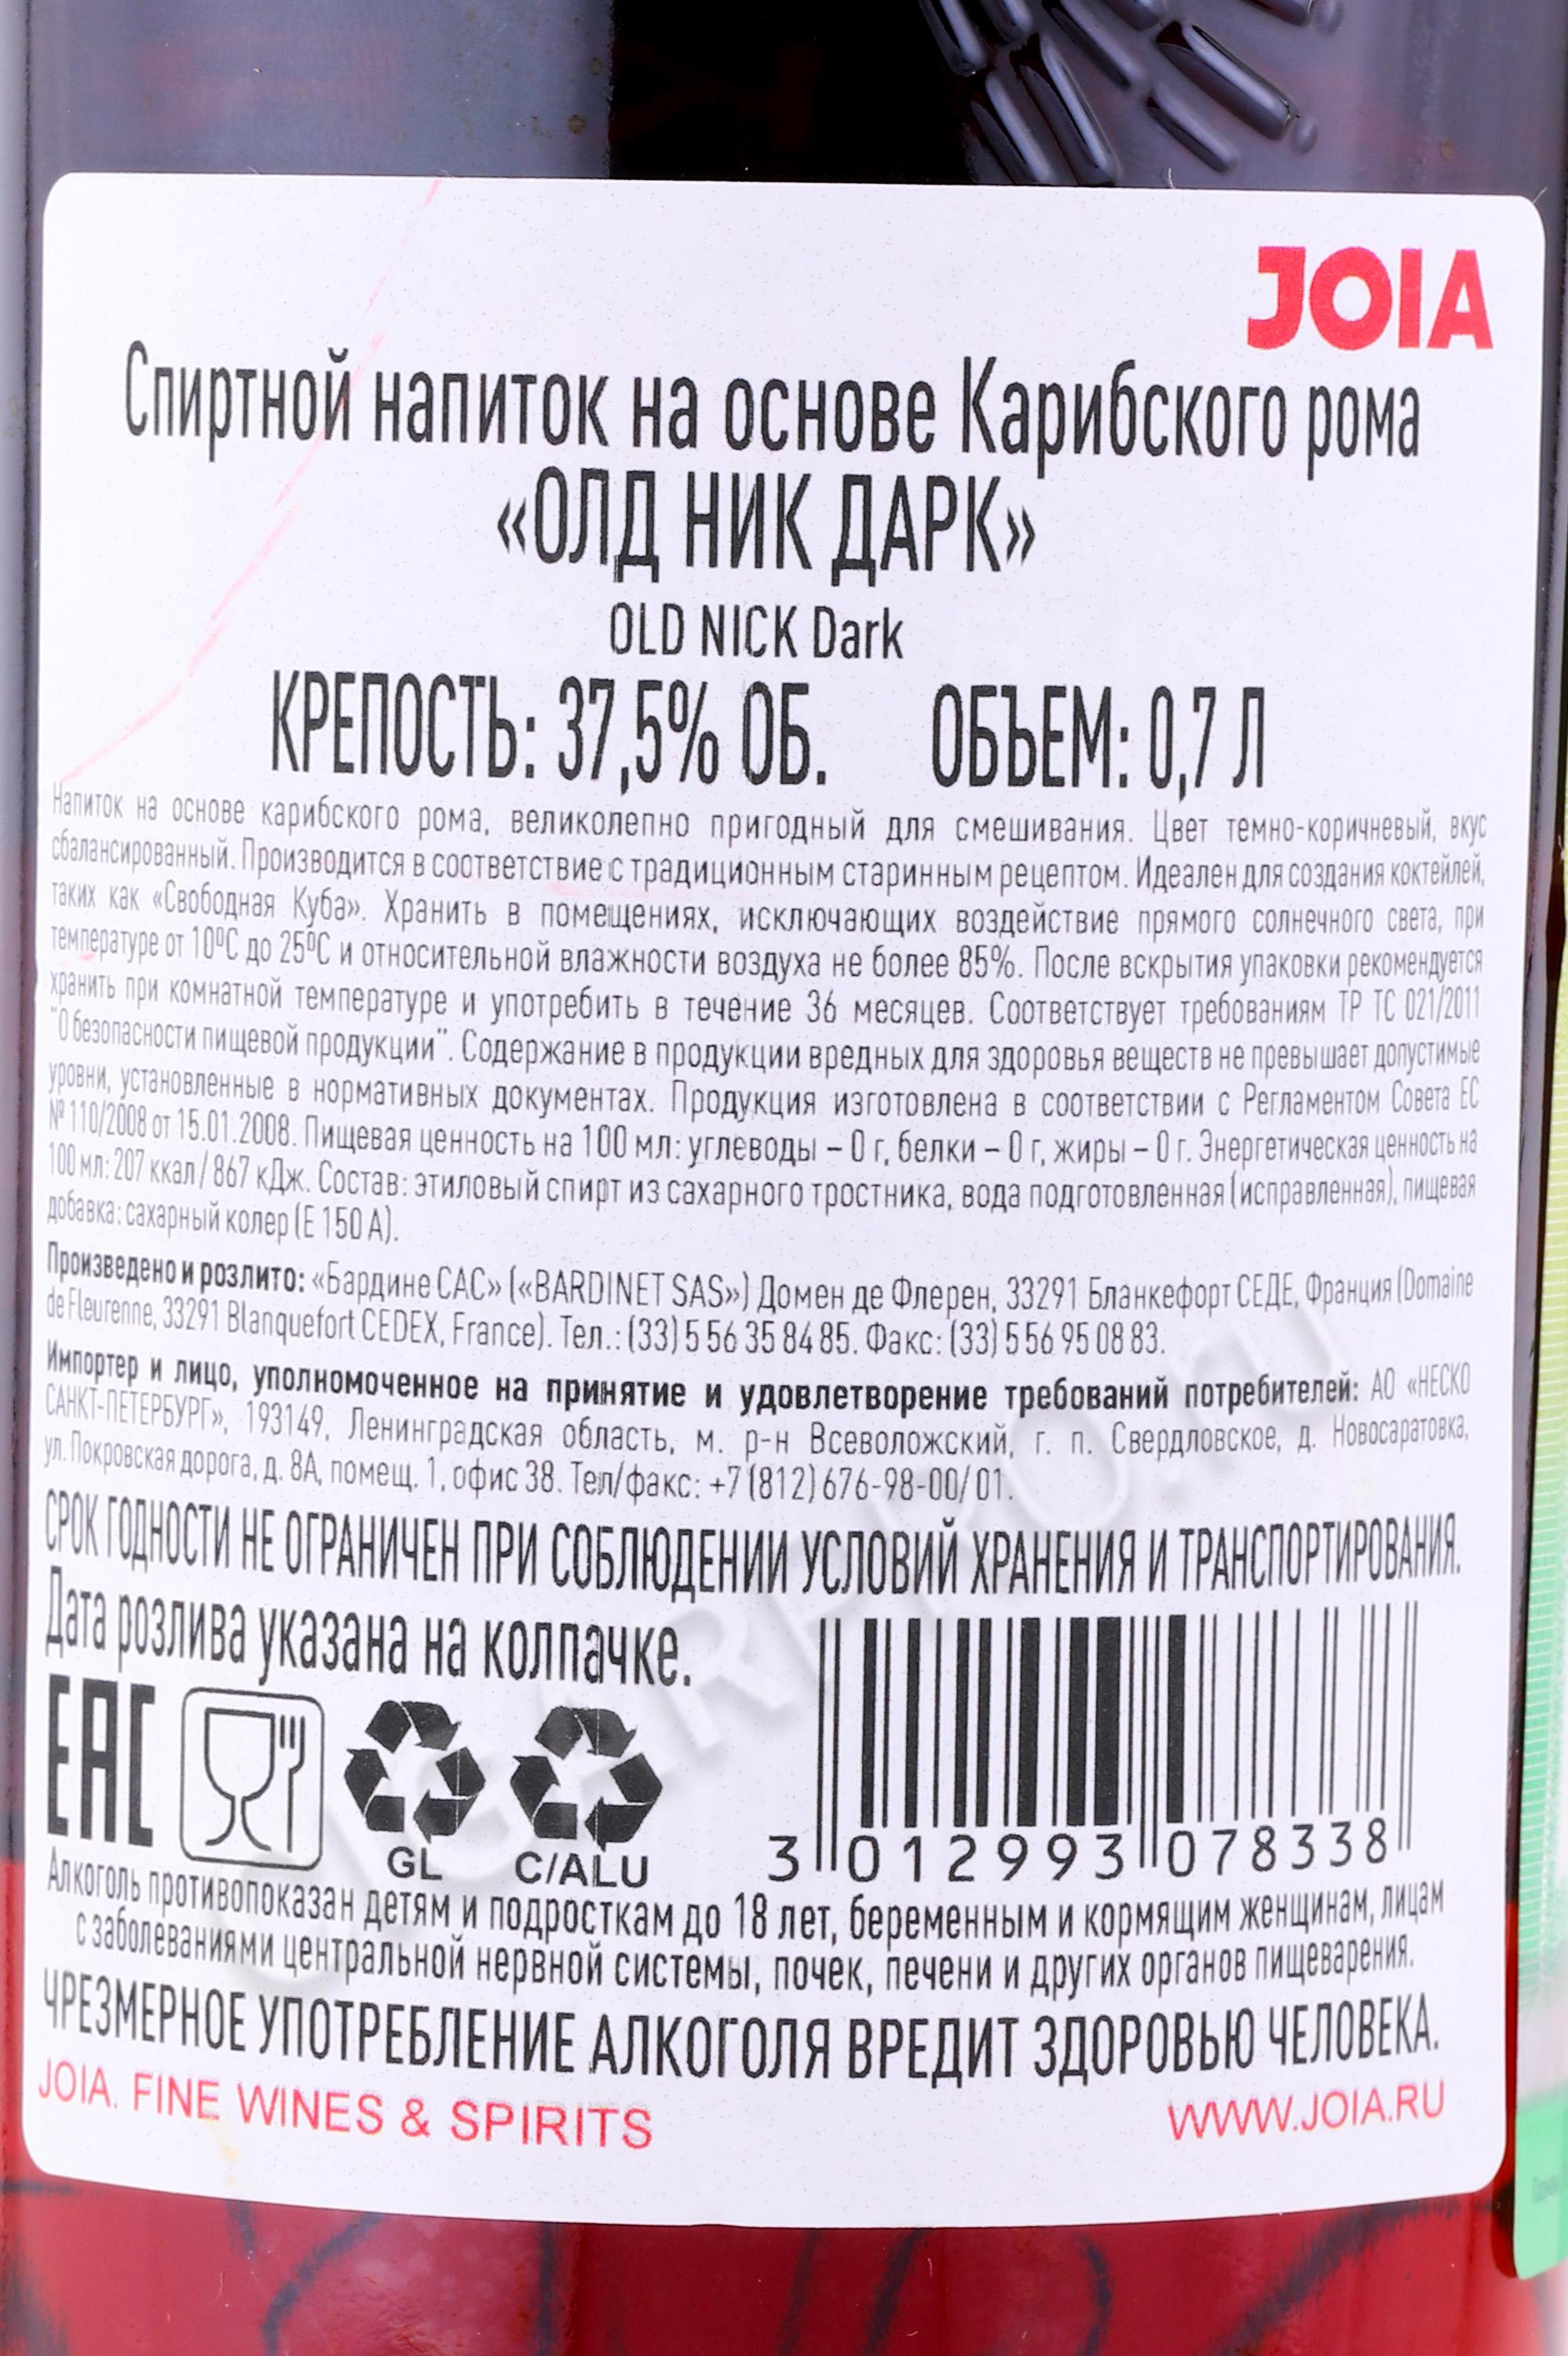 JOIA
Спиртной напиток на основе Карибского рома
«ОЛД НИК ДАРК»
OLD NICK Dark
КРЕПОСТЬ: 37,5% ОБ. ОБЪЕМ: 0,7 Л
Напиток на основе карибского рома, великолепно пригодный для смешивания. Цвет темно-коричневый, вкус
сбалансированный. Производится в соответствие с традиционным старинным рецептом. Идеален для создания коктейлей,
таких как «Свободная Куба». Хранить в помещениях, исключающих воздействие прямого солнечного света, при
температуре от 10ºС до 25ºС и относительной влажности воздуха не более 85%. После вскрытия упаковки рекомендуется
хранить при комнатной температуре и употребить в течение 36 месяцев. Соответствует требованиям ТР ТС 021/2011
"О безопасности пищевой продукции". Содержание в продукции вредных для здоровья веществ не превышает допустимые
уровни, установленные в нормативных документах. Продукция изготовлена в соответствии с Регламентом Совета ЕС
№ 110/2008 от 15.01.2008. Пищевая ценность на 100 мл: углеводы – 0 г, белки – 0 г, жиры – 0 г. Энергетическая ценность на
100 мл: 207 ккал / 867 кДж. Состав: этиловый спирт из сахарного тростника, вода подготовленная (исправленная), пищевая
добавка: сахарный колер (Е 150 А).
Произведено и розлито: «Бардине САС» («BARDINET SAS») Домен де Флерен, 33291 Бланкефорт СЕДЕ, Франция (Domaine
de Fleurenne, 33291 Blanquefort CEDEX, France). Тел.: (33) 5 56 35 84 85. Факс: (33) 5 56 95 08 83.
Импортер и лицо, уполномоченное на принятие и удовлетворение требований потребителей: АО «НЕСКО
САНКТ-ПЕТЕРБУРГ», 193149, Ленинградская область, м. р-н Всеволожский, г. п. Свердловское, д. Новосаратовка,
ул. Покровская дорога, д. 8А, помещ. 1, офис 38. Тел/факс: +7 (812) 676-98-00/ 01.
СРОК ГОДНОСТИ НЕ ОГРАНИЧЕН ПРИ СОБЛЮДЕНИИ УСЛОВИЙ ХРАНЕНИЯ И ТРАНСПОРТИРОВАНИЯ.
Дата розлива указана на колпачке.
EAC
GL C/ALU
3 012993 078338
Алкоголь противопоказан детям и подросткам до 18 лет, беременным и кормящим женщинам, лицам
с заболеваниями центральной нервной системы, почек, печени и других органов пищеварения.
ЧРЕЗМЕРНОЕ УПОТРЕБЛЕНИЕ АЛКОГОЛЯ ВРЕДИТ ЗДОРОВЬЮ ЧЕЛОВЕКА.
JOIA. FINE WINES & SPIRITS WWW.JOIA.RU
CIGARPRO.ru